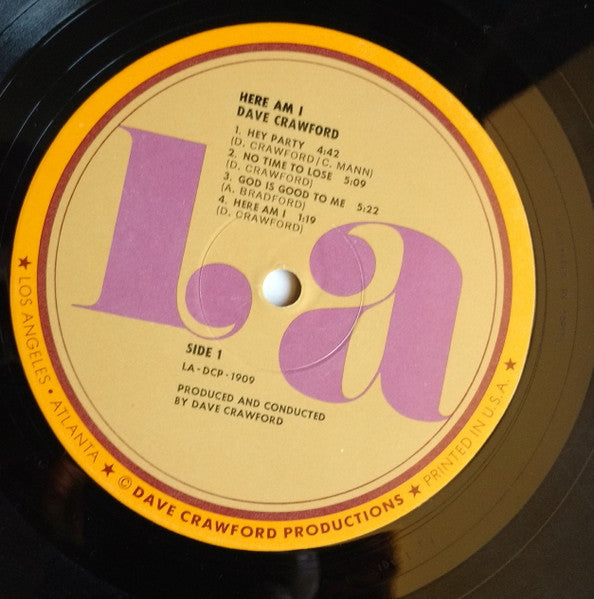 HERE AM I
DAVE CRAWFORD
1. HEY PARTY 4:42
(D. CRAWFORD/C. MANN)
2. NO TIME TO LOSE 5:09
(D. CRAWFORD)
3. GOD IS GOOD TO ME 5:22
(A. BRADFORD)
4. HERE AM I 1:19
(D. CRAWFORD)
La
SIDE 1
LA-DCP-1909
PRODUCED AND CONDUCTED
BY DAVE CRAWFORD
★ LOS ANGELES • ATLANTA ★ © DAVE CRAWFORD PRODUCTIONS ★ PRINTED IN U.S.A. ★